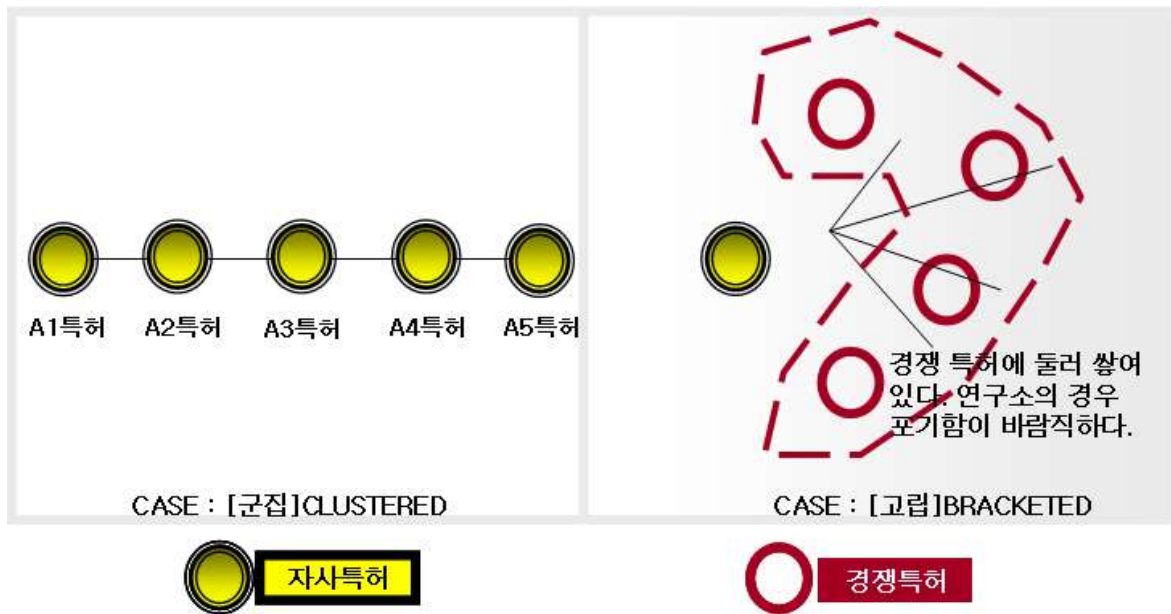 A1특허 A2특허 A3특허 A4특허 A5특허
CASE : [군집]CLUSTERED
경쟁 특허에 둘러 쌓여
있다. 연구소의 경우
포기함이 바람직하다.
CASE : [고립]BRACKETED
자사특허
경쟁특허